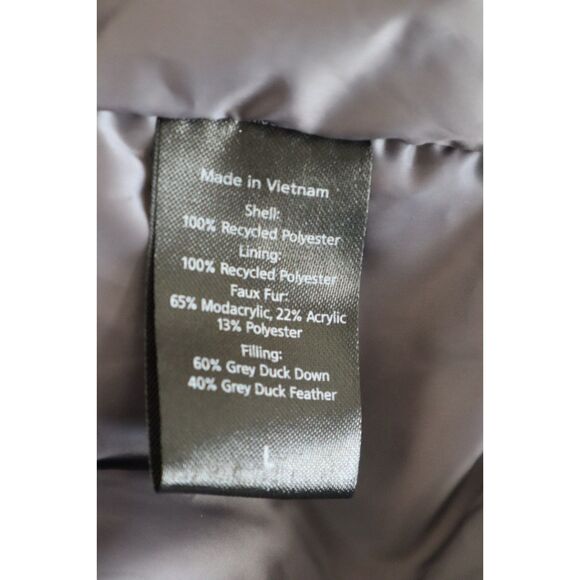 Made in Vietnam
Shell:
100% Recycled Polyester
Lining:
100% Recycled Polyester
Faux Fur:
65% Modacrylic, 22% Acrylic
13% Polyester
Filling:
60% Grey Duck Down
40% Grey Duck Feather
L